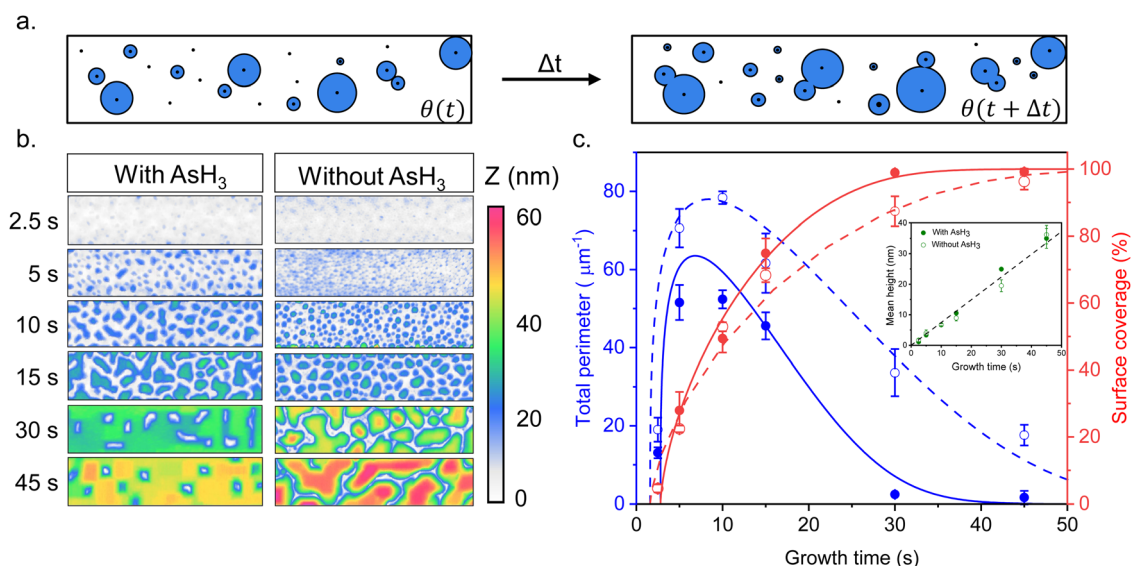 a.
θ(t)
Δt
θ(t + Δt)
b.
With AsH₃
Without AsH₃
Z (nm)
2.5 s
5 s
10 s
15 s
30 s
45 s
60
40
20
0
c.
Total perimeter ( μm⁻¹)
80
60
40
20
0
0 10 20 30 40 50
Growth time (s)
100
80
60
40
20
0
Surface coverage (%)
With AsH₃
Without AsH₃
Mean height (nm)
40
30
20
10
0
0 10 20 30 40 50
Growth time (s)